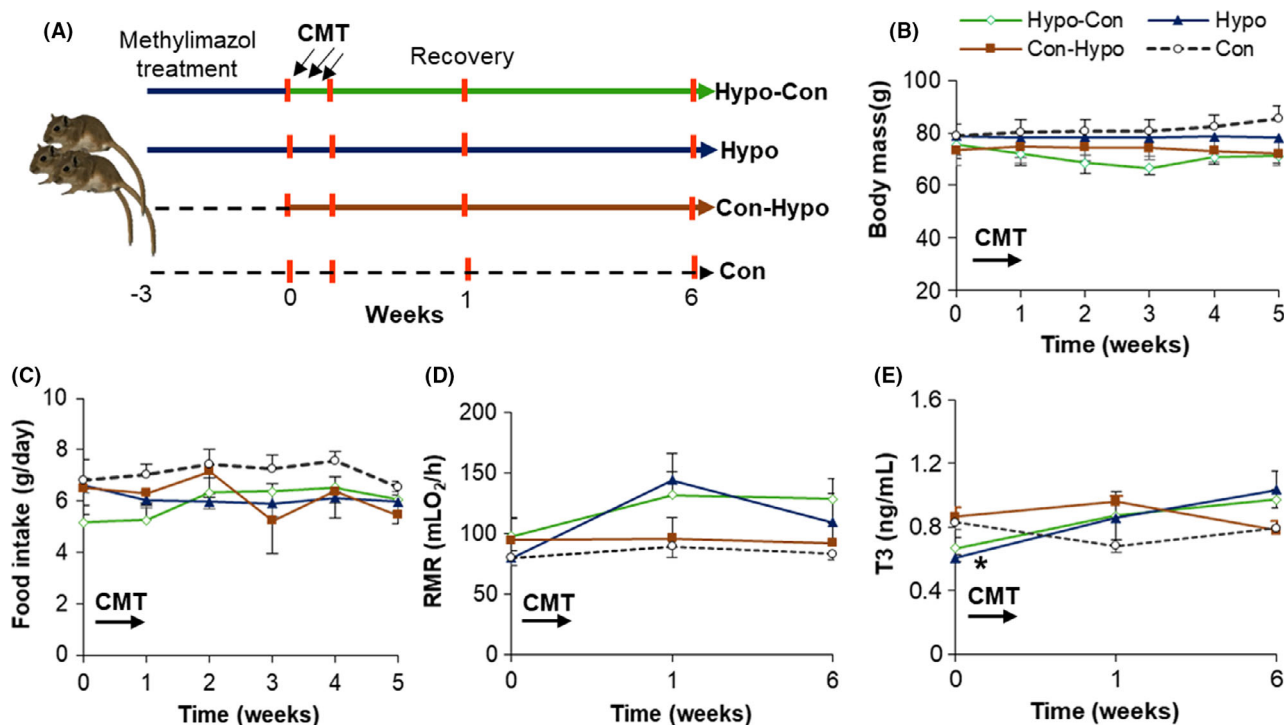 (A)
Methylimazol
treatment
CMT
Recovery
Hypo-Con
Hypo
Con-Hypo
Con
-3
0
1
6
Weeks
(B)
Hypo-Con
Hypo
Con-Hypo
Con
Body mass(g)
100
80
60
40
20
CMT
0 1 2 3 4 5
Time (weeks)
(C)
Food intake (g/day)
10
8
6
4
2
0
CMT
0 1 2 3 4 5
Time (weeks)
(D)
RMR (mLO₂/h)
200
150
100
50
0
CMT
0 1 6
Time (weeks)
(E)
T3 (ng/mL)
1.6
1.2
0.8
0.4
0
*
CMT
0 1 6
Time (weeks)